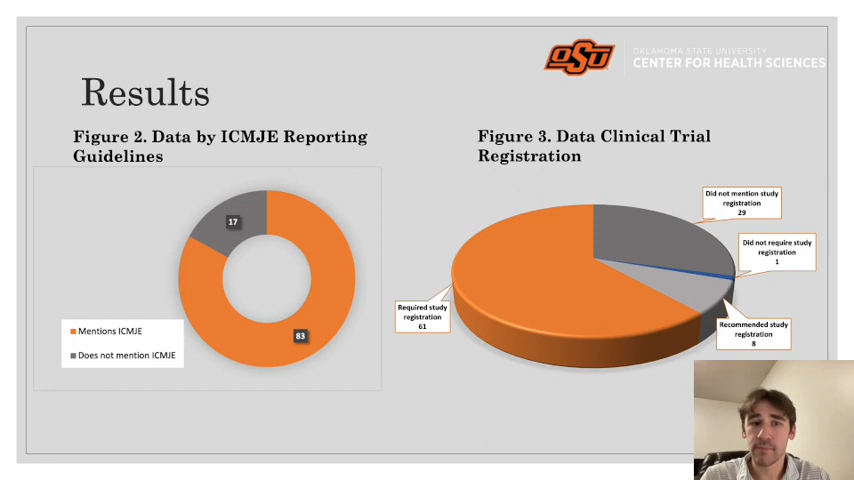 OSU
OKLAHOMA STATE UNIVERSITY
CENTER FOR HEALTH SCIENCES
Results
Figure 2. Data by ICMJE Reporting
Guidelines
17
83
Mentions ICMJE
Does not mention ICMJE
Figure 3. Data Clinical Trial
Registration
Did not mention study
registration
29
Did not require study
registration
1
Required study
registration
61
Recommended study
registration
8